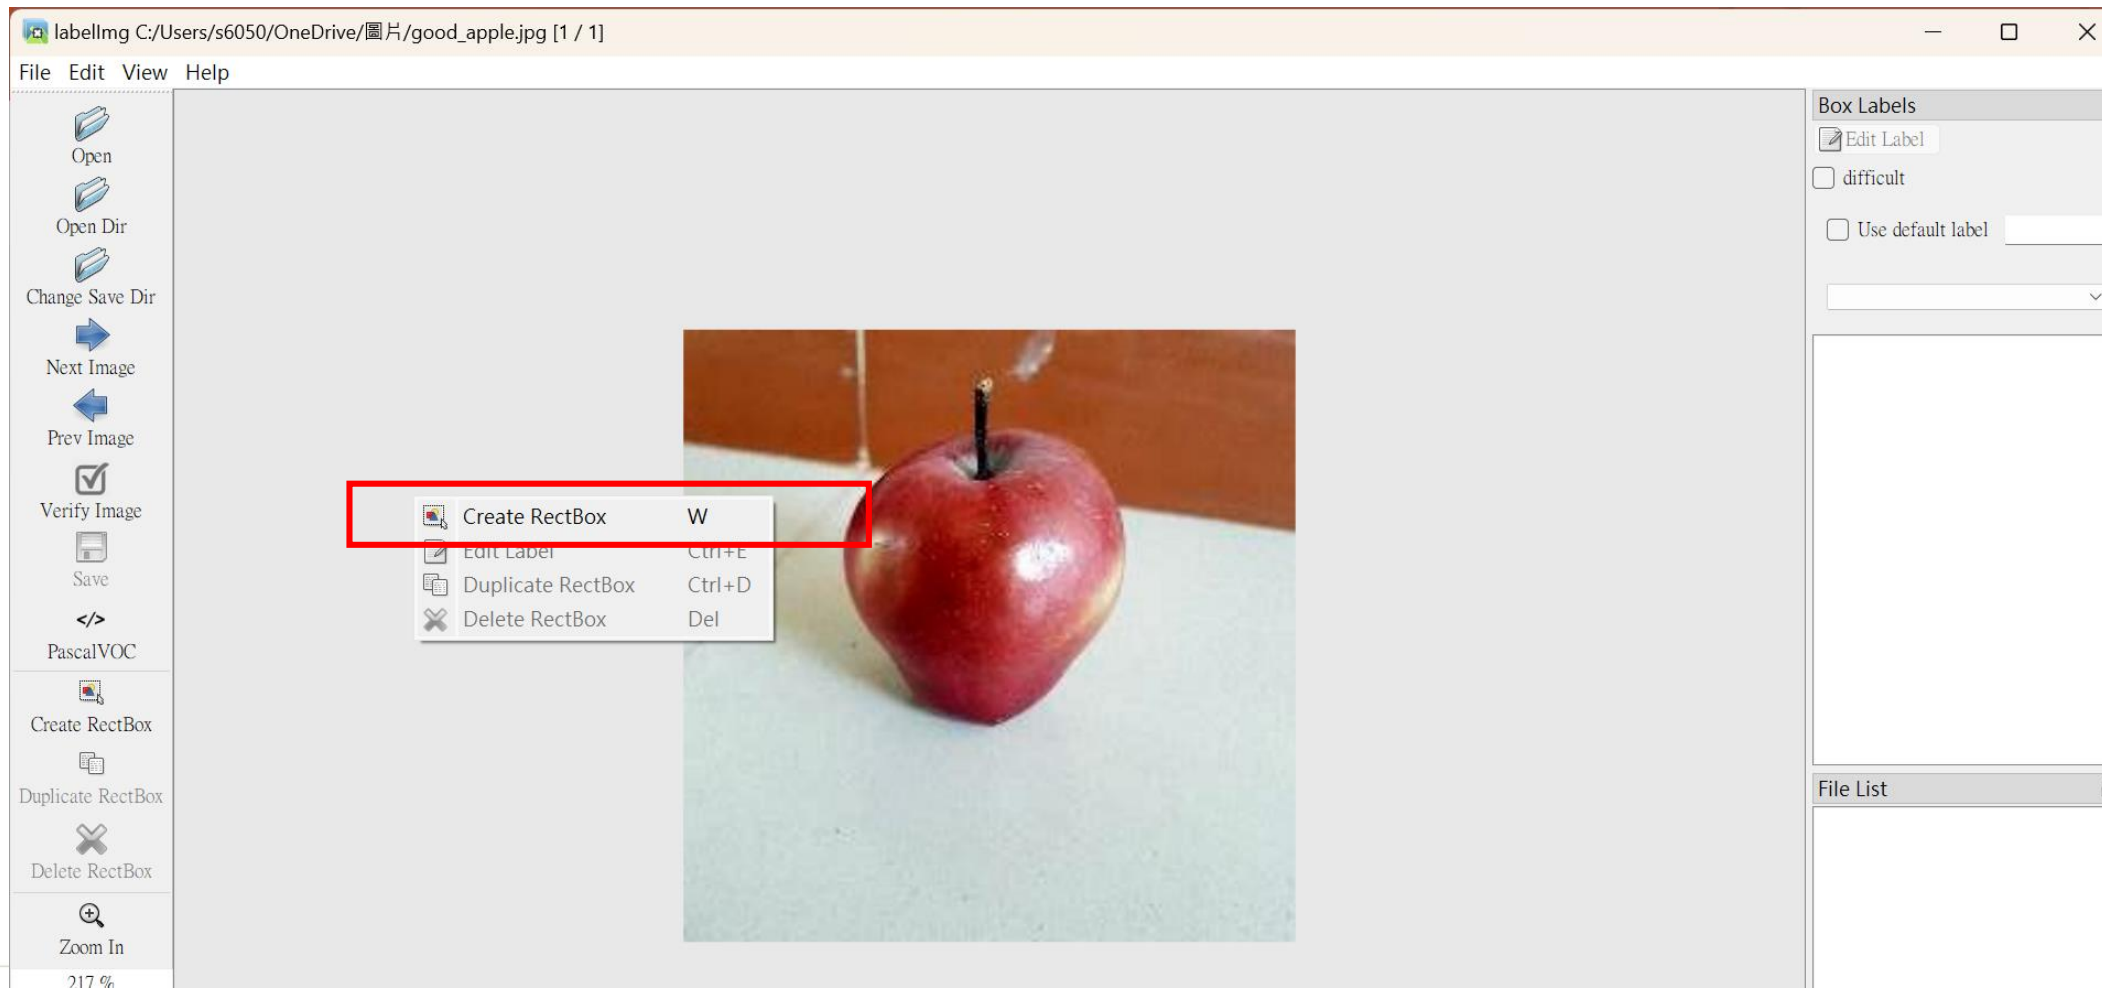 labelImg C:/Users/s6050/OneDrive/圖片/good_apple.jpg [1 / 1]
File Edit View Help
Open
Open Dir
Change Save Dir
Next Image
Prev Image
Verify Image
Save
</>
PascalVOC
Create RectBox
Duplicate RectBox
Delete RectBox
Zoom In
217 %
Create RectBox W
Edit Label Ctrl+E
Duplicate RectBox Ctrl+D
Delete RectBox Del
Box Labels
Edit Label
difficult
Use default label
File List